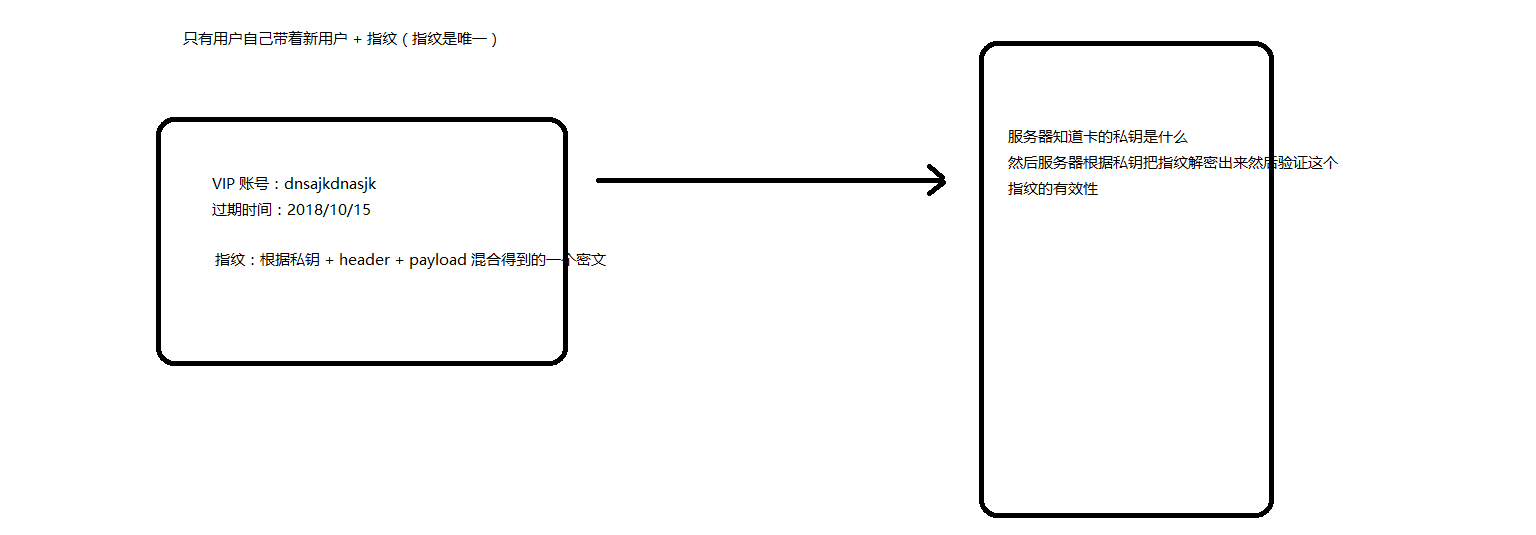 只有用户自己带着新用户 + 指纹（指纹是唯一）
VIP 账号：dnsajkdnasjk
过期时间：2018/10/15
指纹：根据私钥 + header + payload 混合得到的一个密文
服务器知道卡的私钥是什么
然后服务器根据私钥把指纹解密出来然后验证这个
指纹的有效性